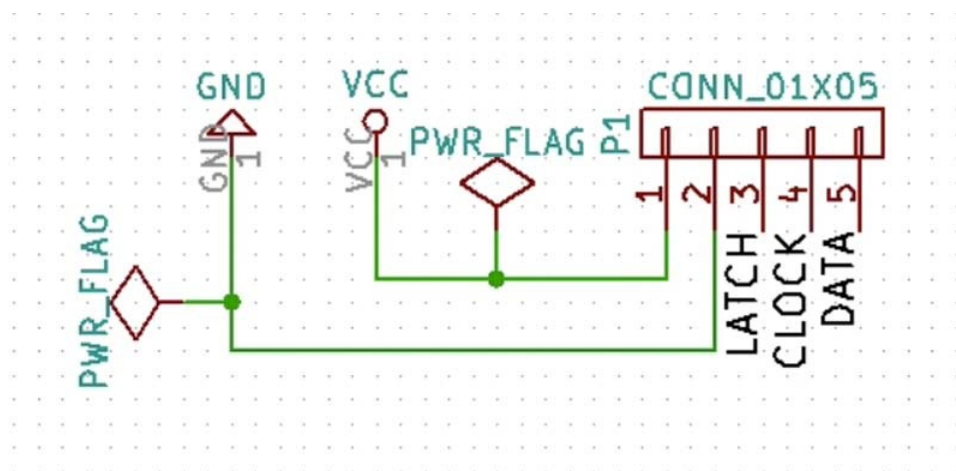 GND
VCC
CONN_01X05
P1
PWR_FLAG
GND
1
VCC
1
1
2
3
4
5
PWR_FLAG
LATCH
CLOCK
DATA